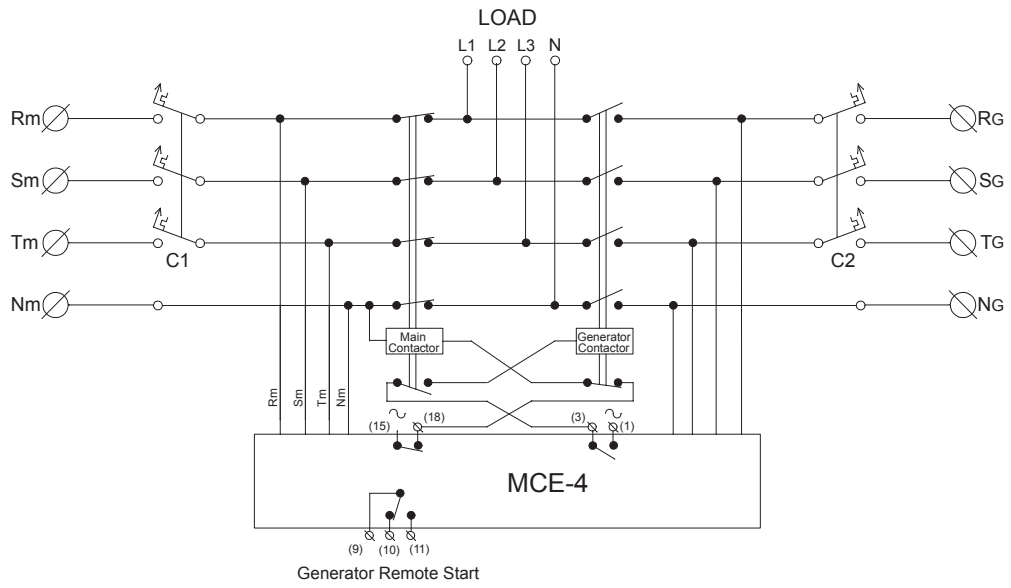 LOAD
L1 L2 L3 N
Rm RG
Sm SG
Tm TG
C1 C2
Nm NG
Main
Contactor
Generator
Contactor
Rm Sm Tm Nm
(15) (18) (3) (1)
MCE-4
(9) (10) (11)
Generator Remote Start